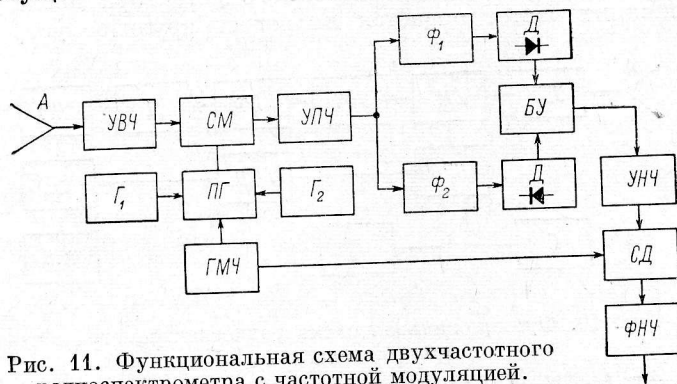 Ф₁
Д
А
УВЧ
СМ
УПЧ
БУ
Г₁
ПГ
Г₂
Ф₂
Д
УНЧ
ГМЧ
СД
ФНЧ
Рис. 11. Функциональная схема двухчастотного
с частотной модуляцией.